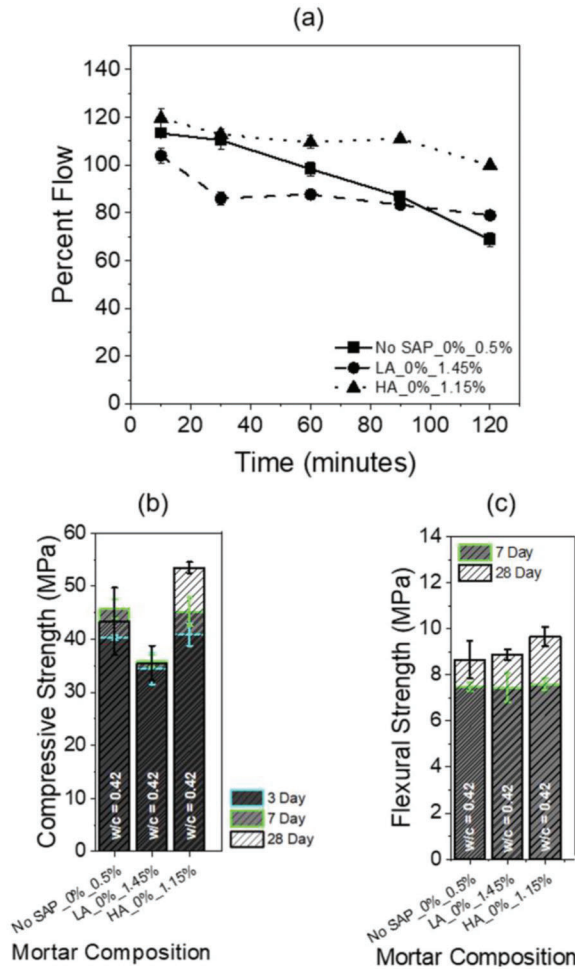 (a)
140
120
100
80
60
40
20
0
Percent Flow
No SAP_0%_0.5%
LA_0%_1.45%
HA_0%_1.15%
0 20 40 60 80 100 120
Time (minutes)
(b)
60
50
40
30
20
10
0
Compressive Strength (MPa)
w/c = 0.42
w/c = 0.42
w/c = 0.42
3 Day
7 Day
28 Day
No SAP_0%_0.5%
LA_0%_1.45%
HA_0%_1.15%
Mortar Composition
(c)
14
12
10
8
6
4
2
0
Flexural Strength (MPa)
7 Day
28 Day
w/c = 0.42
w/c = 0.42
w/c = 0.42
No SAP_0%_0.5%
LA_0%_1.45%
HA_0%_1.15%
Mortar Composition